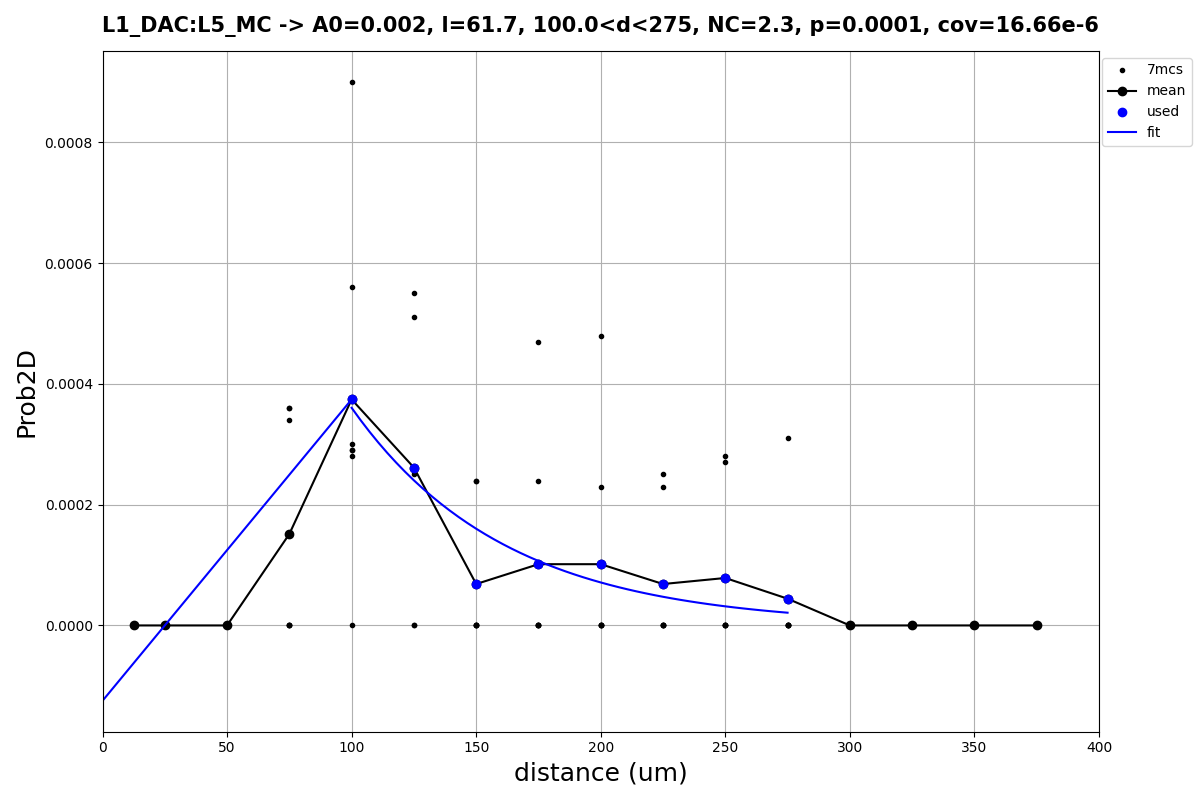 L1_DAC:L5_MC -> A0=0.002, l=61.7, 100.0<d<275, NC=2.3, p=0.0001, cov=16.66e-6
7mcs
mean
used
fit
Prob2D
0.0008
0.0006
0.0004
0.0002
0.0000
0 50 100 150 200 250 300 350 400
distance (um)